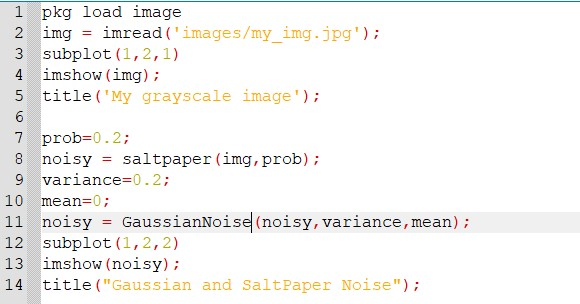 1 pkg load image
2 img = imread('images/my_img.jpg');
3 subplot(1,2,1)
4 imshow(img);
5 title('My grayscale image');
6
7 prob=0.2;
8 noisy = saltpaper(img,prob);
9 variance=0.2;
10 mean=0;
11 noisy = GaussianNoise(noisy,variance,mean);
12 subplot(1,2,2)
13 imshow(noisy);
14 title("Gaussian and SaltPaper Noise");